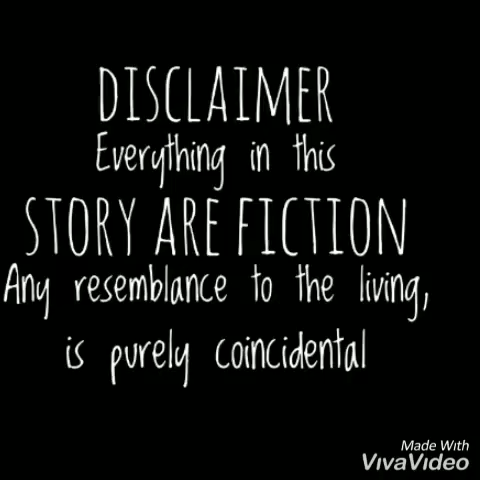 DISCLAIMER
Everything in this
STORY ARE FICTION
Any resemblance to the living,
is purely coincidental
Made With
VivaVideo